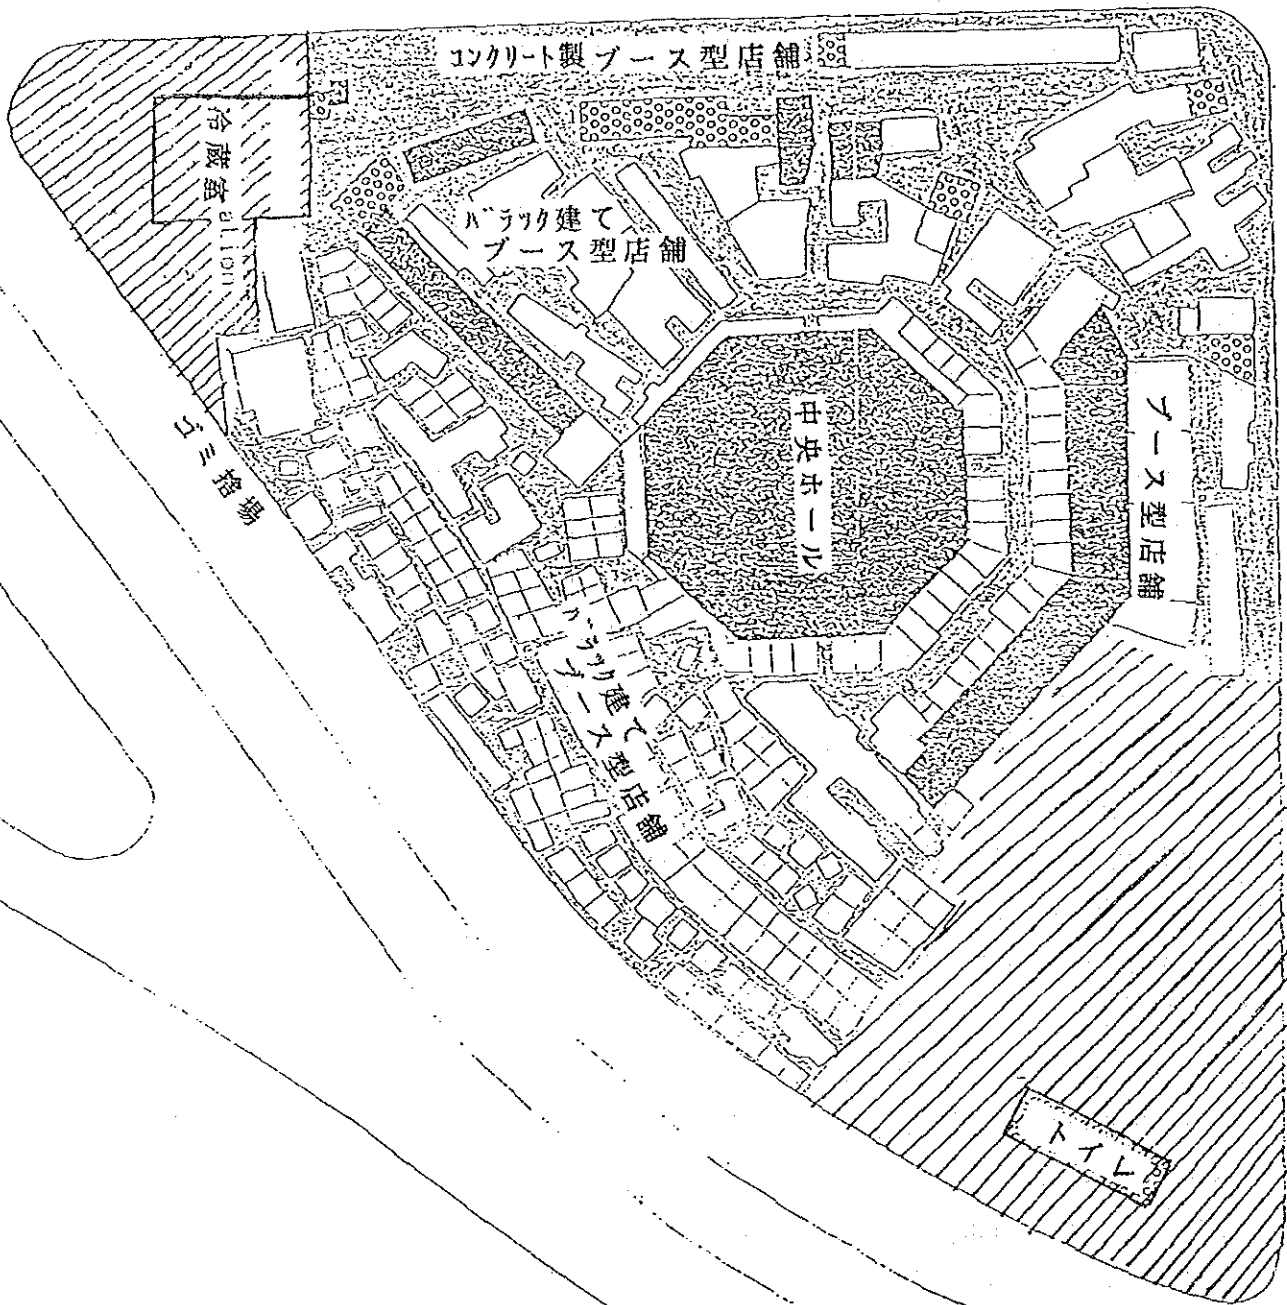 コンクリート製ブース型店舗
冷蔵室
バラック建て
ブース型店舗
中央ホール
ブース型店舗
ゴミ捨場
バラック建て
ブース型店舗
トイレ